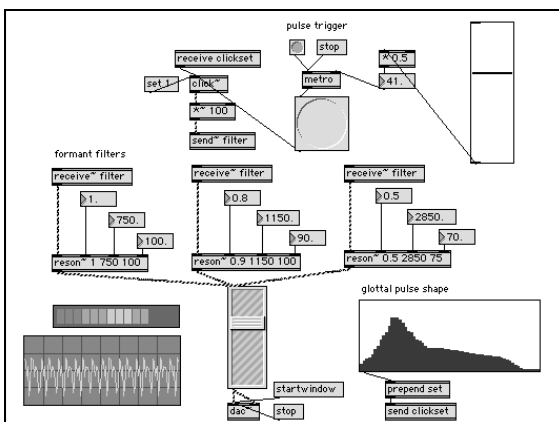 pulse trigger
stop
receive clickset
set 1
click~
metro
*~ 100
send~ filter
* 0.5
41.
formant filters
receive~ filter
1.
750.
100.
reson~ 1 750 100
receive~ filter
0.8
1150.
90.
reson~ 0.9 1150 100
receive~ filter
0.5
2850.
70.
reson~ 0.5 2850 75
glottal pulse shape
startwindow
dac~
stop
prepend set
send clickset